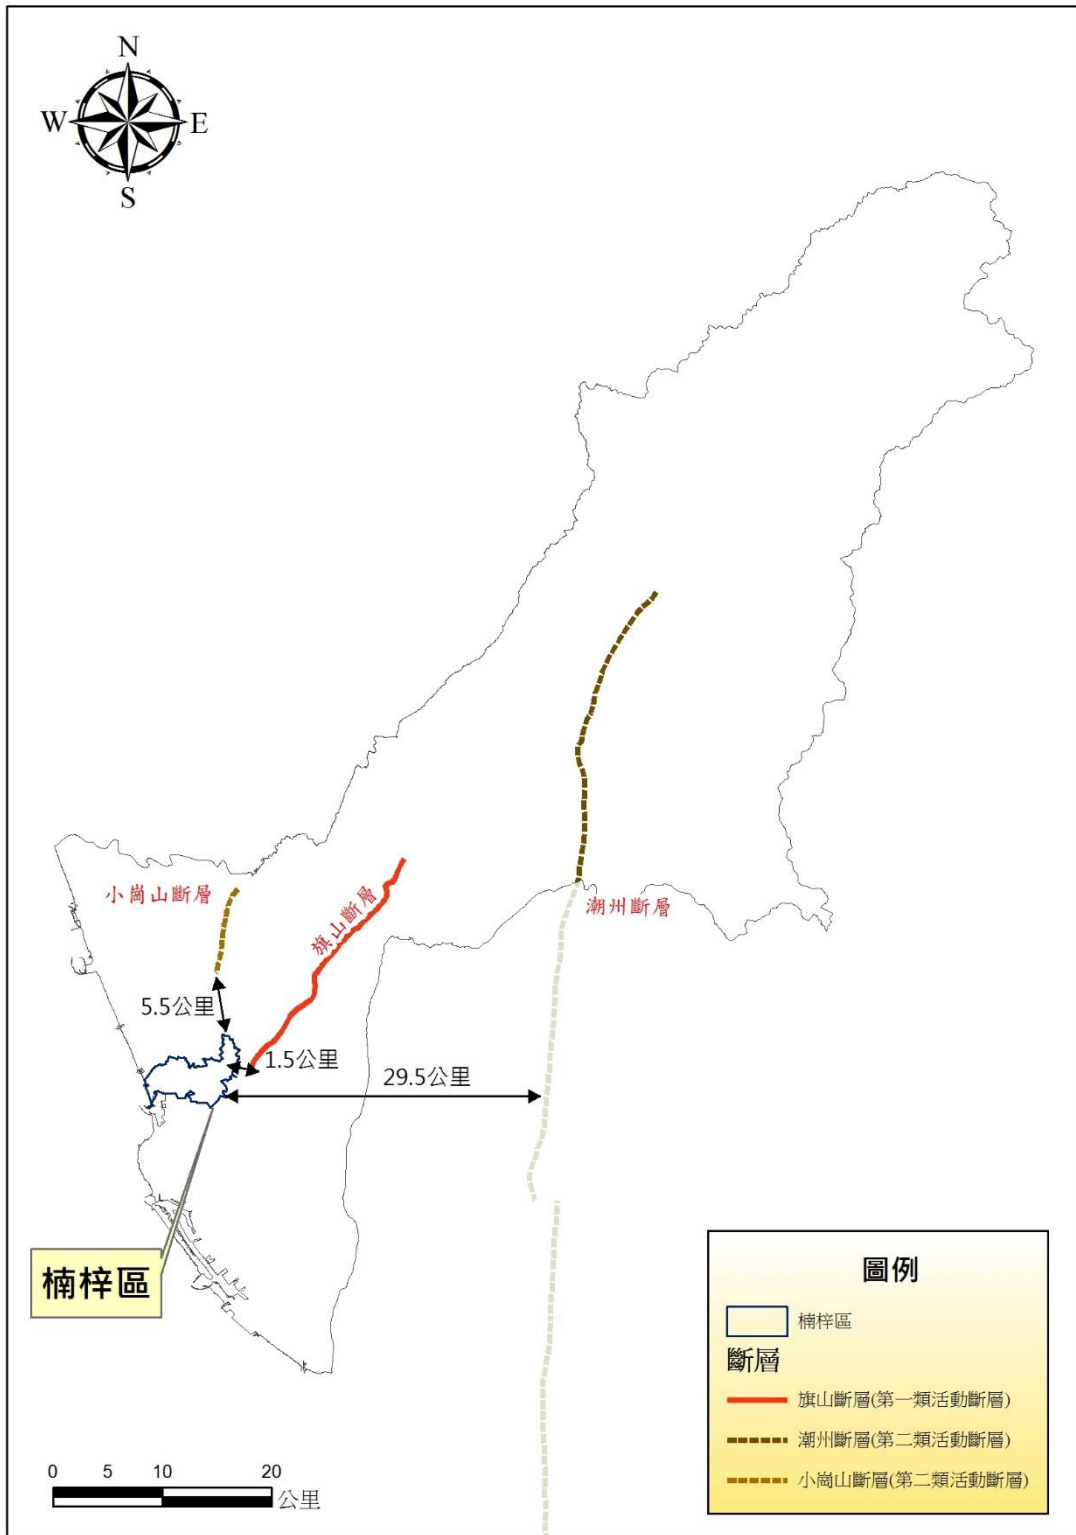 N
W
E
S
小崗山斷層
旗山斷層
潮州斷層
5.5公里
1.5公里
29.5公里
楠梓區
圖例
楠梓區
斷層
旗山斷層(第一類活動斷層)
潮州斷層(第二類活動斷層)
小崗山斷層(第二類活動斷層)
0 5 10 20
公里